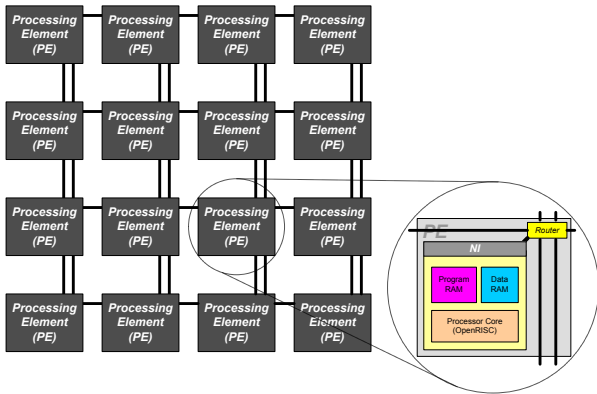 Processing Processing Processing Processing
Element Element Element Element
(PE) (PE) (PE) (PE)
Processing Processing Processing Processing
Element Element Element Element
(PE) (PE) (PE) (PE)
Processing Processing Processing Processing
Element Element Element Element
(PE) (PE) (PE) (PE)
Processing Processing Processing Processing
Element Element Element Element
(PE) (PE) (PE) (PE)
PE
Router
NI
Program Data
RAM RAM
Processor Core
(OpenRISC)